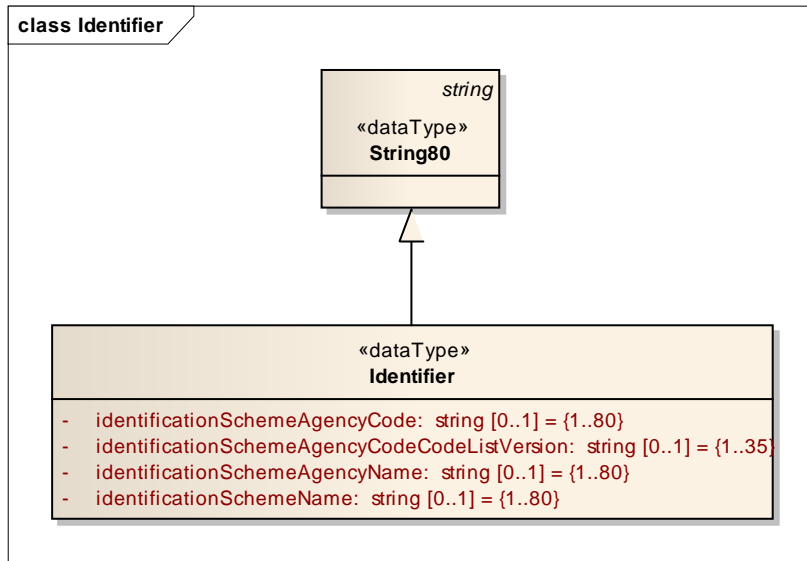 class Identifier
string
«dataType»
String80
«dataType»
Identifier
- identificationSchemeAgencyCode: string [0..1] = {1..80}
- identificationSchemeAgencyCodeCodeListVersion: string [0..1] = {1..35}
- identificationSchemeAgencyName: string [0..1] = {1..80}
- identificationSchemeName: string [0..1] = {1..80}